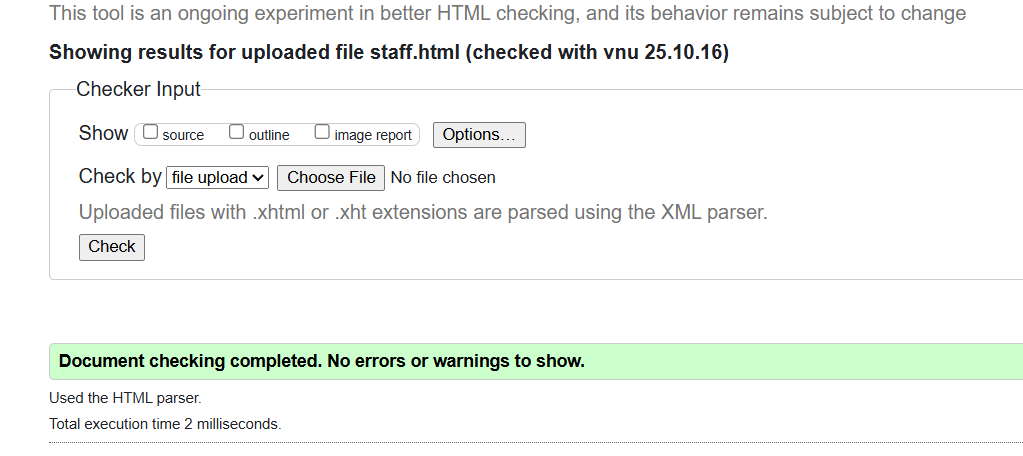 This tool is an ongoing experiment in better HTML checking, and its behavior remains subject to change
Showing results for uploaded file staff.html (checked with vnu 25.10.16)
Checker Input
Show source outline image report Options…
Check by file upload Choose File No file chosen
Uploaded files with .xhtml or .xht extensions are parsed using the XML parser.
Check
Document checking completed. No errors or warnings to show.
Used the HTML parser.
Total execution time 2 milliseconds.